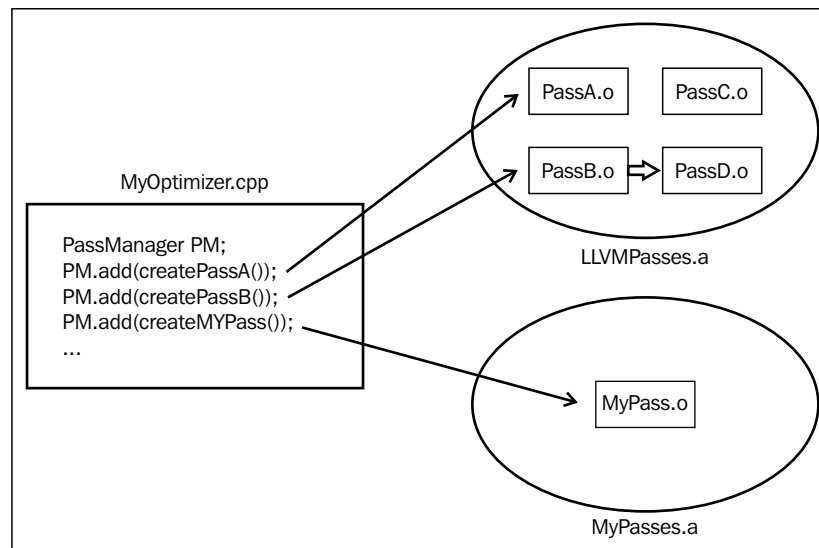 PassA.o
PassC.o
PassB.o
PassD.o
LLVMPasses.a
MyOptimizer.cpp
PassManager PM;
PM.add(createPassA());
PM.add(createPassB());
PM.add(createMYPass());
...
MyPass.o
MyPasses.a